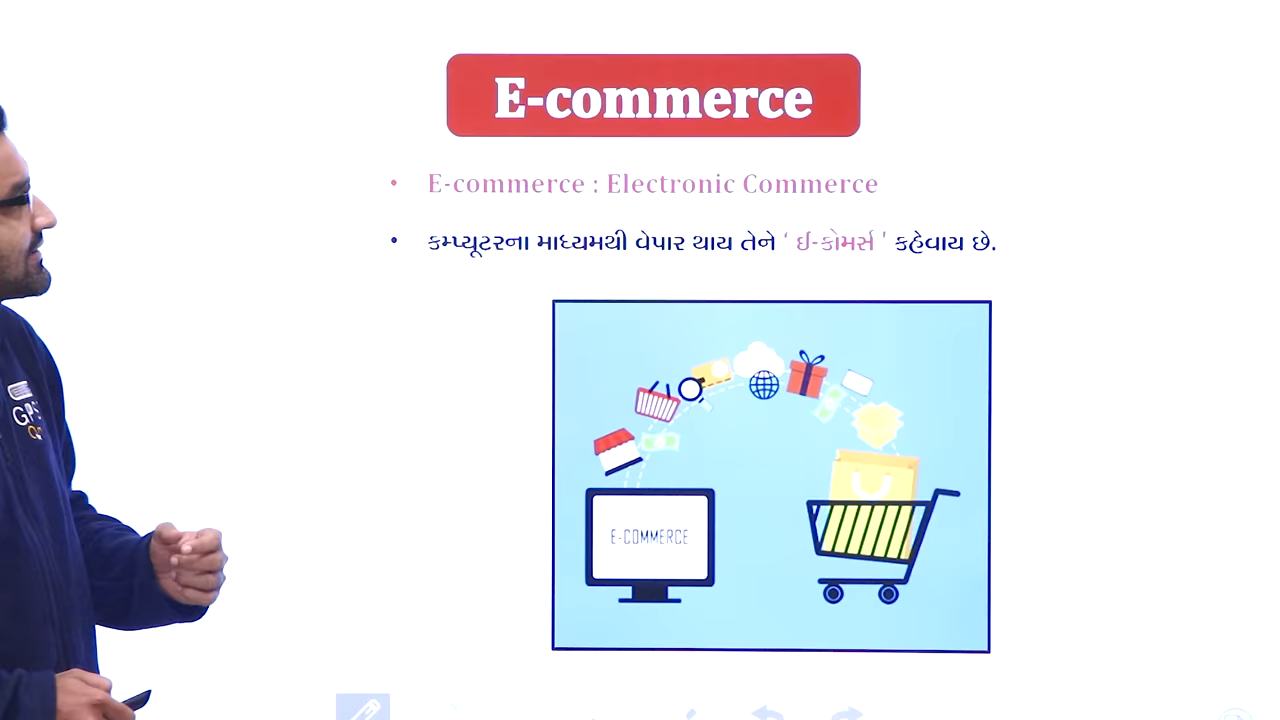 E-commerce
• E-commerce : Electronic Commerce
• કમ્પ્યૂટરના માધ્યમથી વેપાર થાય તેને ‘ ઈ-કોમર્સ ' કહેવાય છે.
E-COMMERCE